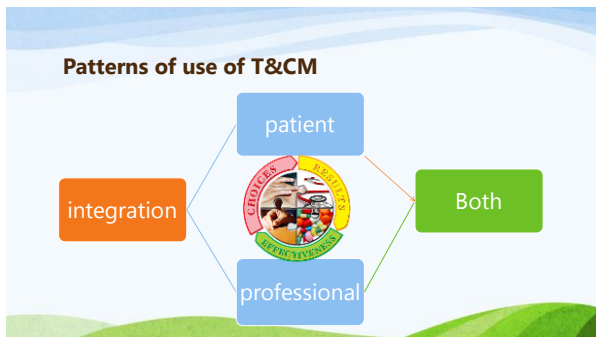 Patterns of use of T&CM
patient
CHOICES
RESULTS
integration
Both
EFFECTIVENESS
professional